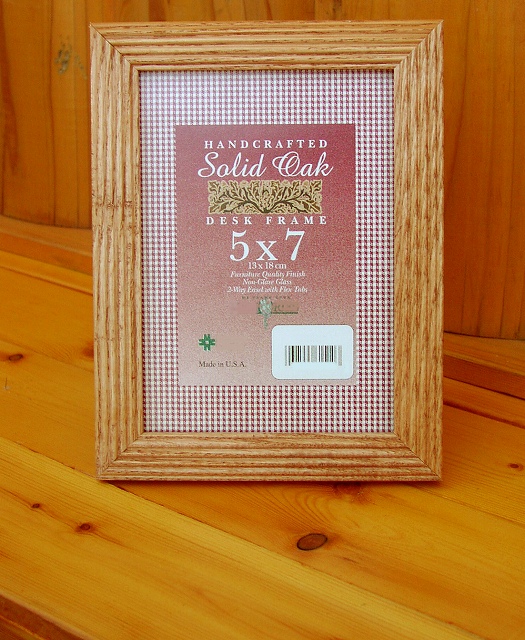 HANDCRAFTED
Solid Oak
DESK FRAME
5 x 7
13 x 18 cm
Furniture Quality Finish
Non-Glare Glass
2-Way Easel with Flex Tabs
Made in U.S.A.